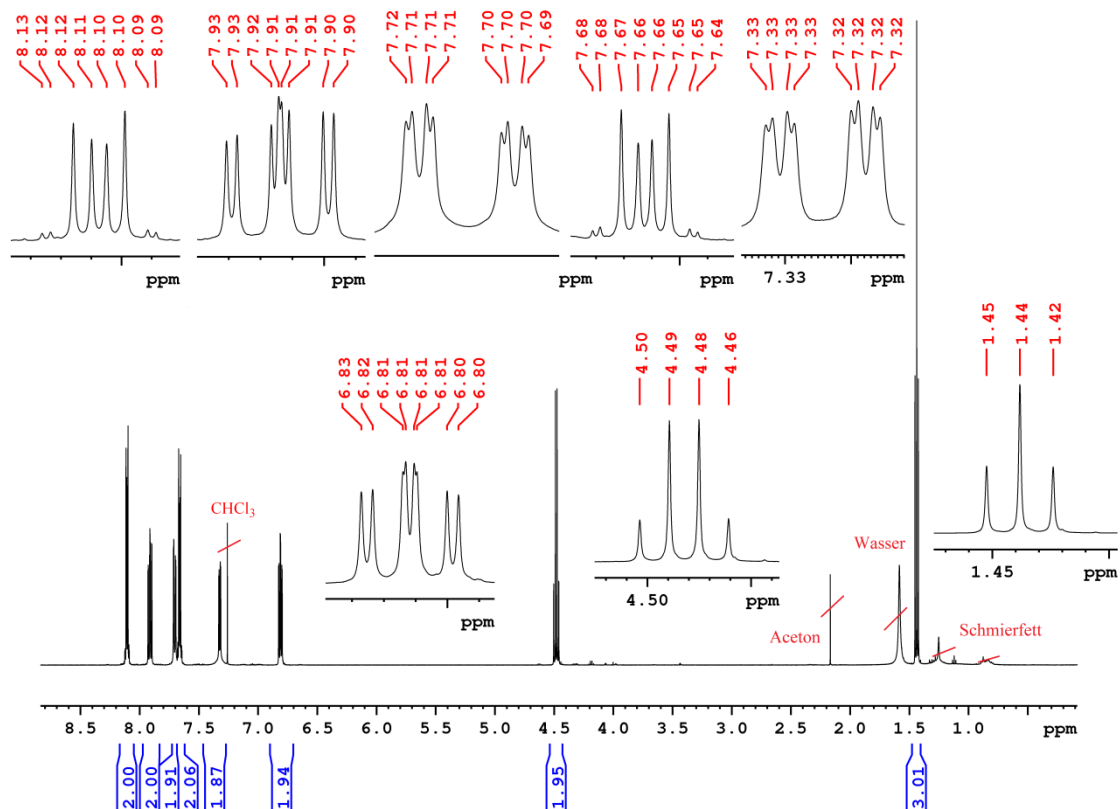 8.13 8.12 8.12 8.11 8.10 8.10 8.09 8.09
7.93 7.93 7.92 7.91 7.91 7.91 7.90 7.90
7.72 7.71 7.71 7.71 7.70 7.70 7.70 7.69
7.68 7.68 7.67 7.66 7.66 7.65 7.65 7.64
7.33 7.33 7.33 7.33 7.32 7.32 7.32 7.32
ppm
ppm
ppm
ppm
7.33 ppm
6.83 6.82 6.81 6.81 6.81 6.81 6.80 6.80
ppm
4.50 4.49 4.48 4.46
4.50 ppm
1.45 1.44 1.42
1.45 ppm
CHCl3
Wasser
Aceton
Schmierfett
8.5 8.0 7.5 7.0 6.5 6.0 5.5 5.0 4.5 4.0 3.5 3.0 2.5 2.0 1.5 1.0 ppm
2.00 2.00 1.91 2.06 1.87 1.94 1.95 3.01